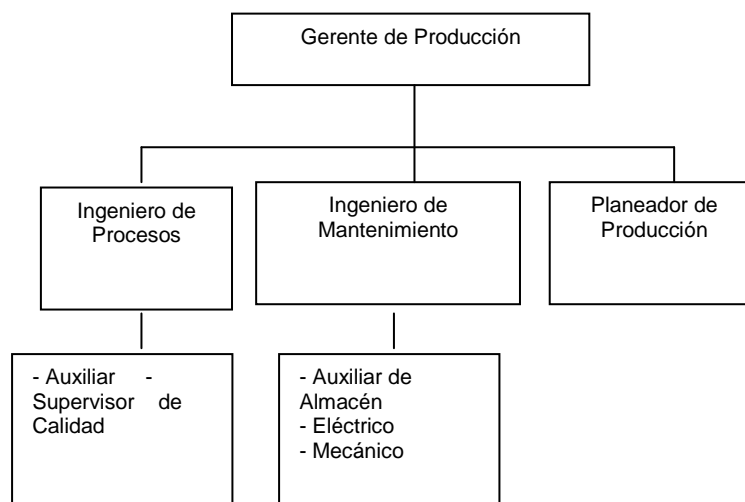 Gerente de Producción
Ingeniero de
Procesos
Ingeniero de
Mantenimiento
Planeador de
Producción
- Auxiliar -
Supervisor de
Calidad
- Auxiliar de
Almacén
- Eléctrico
- Mecánico